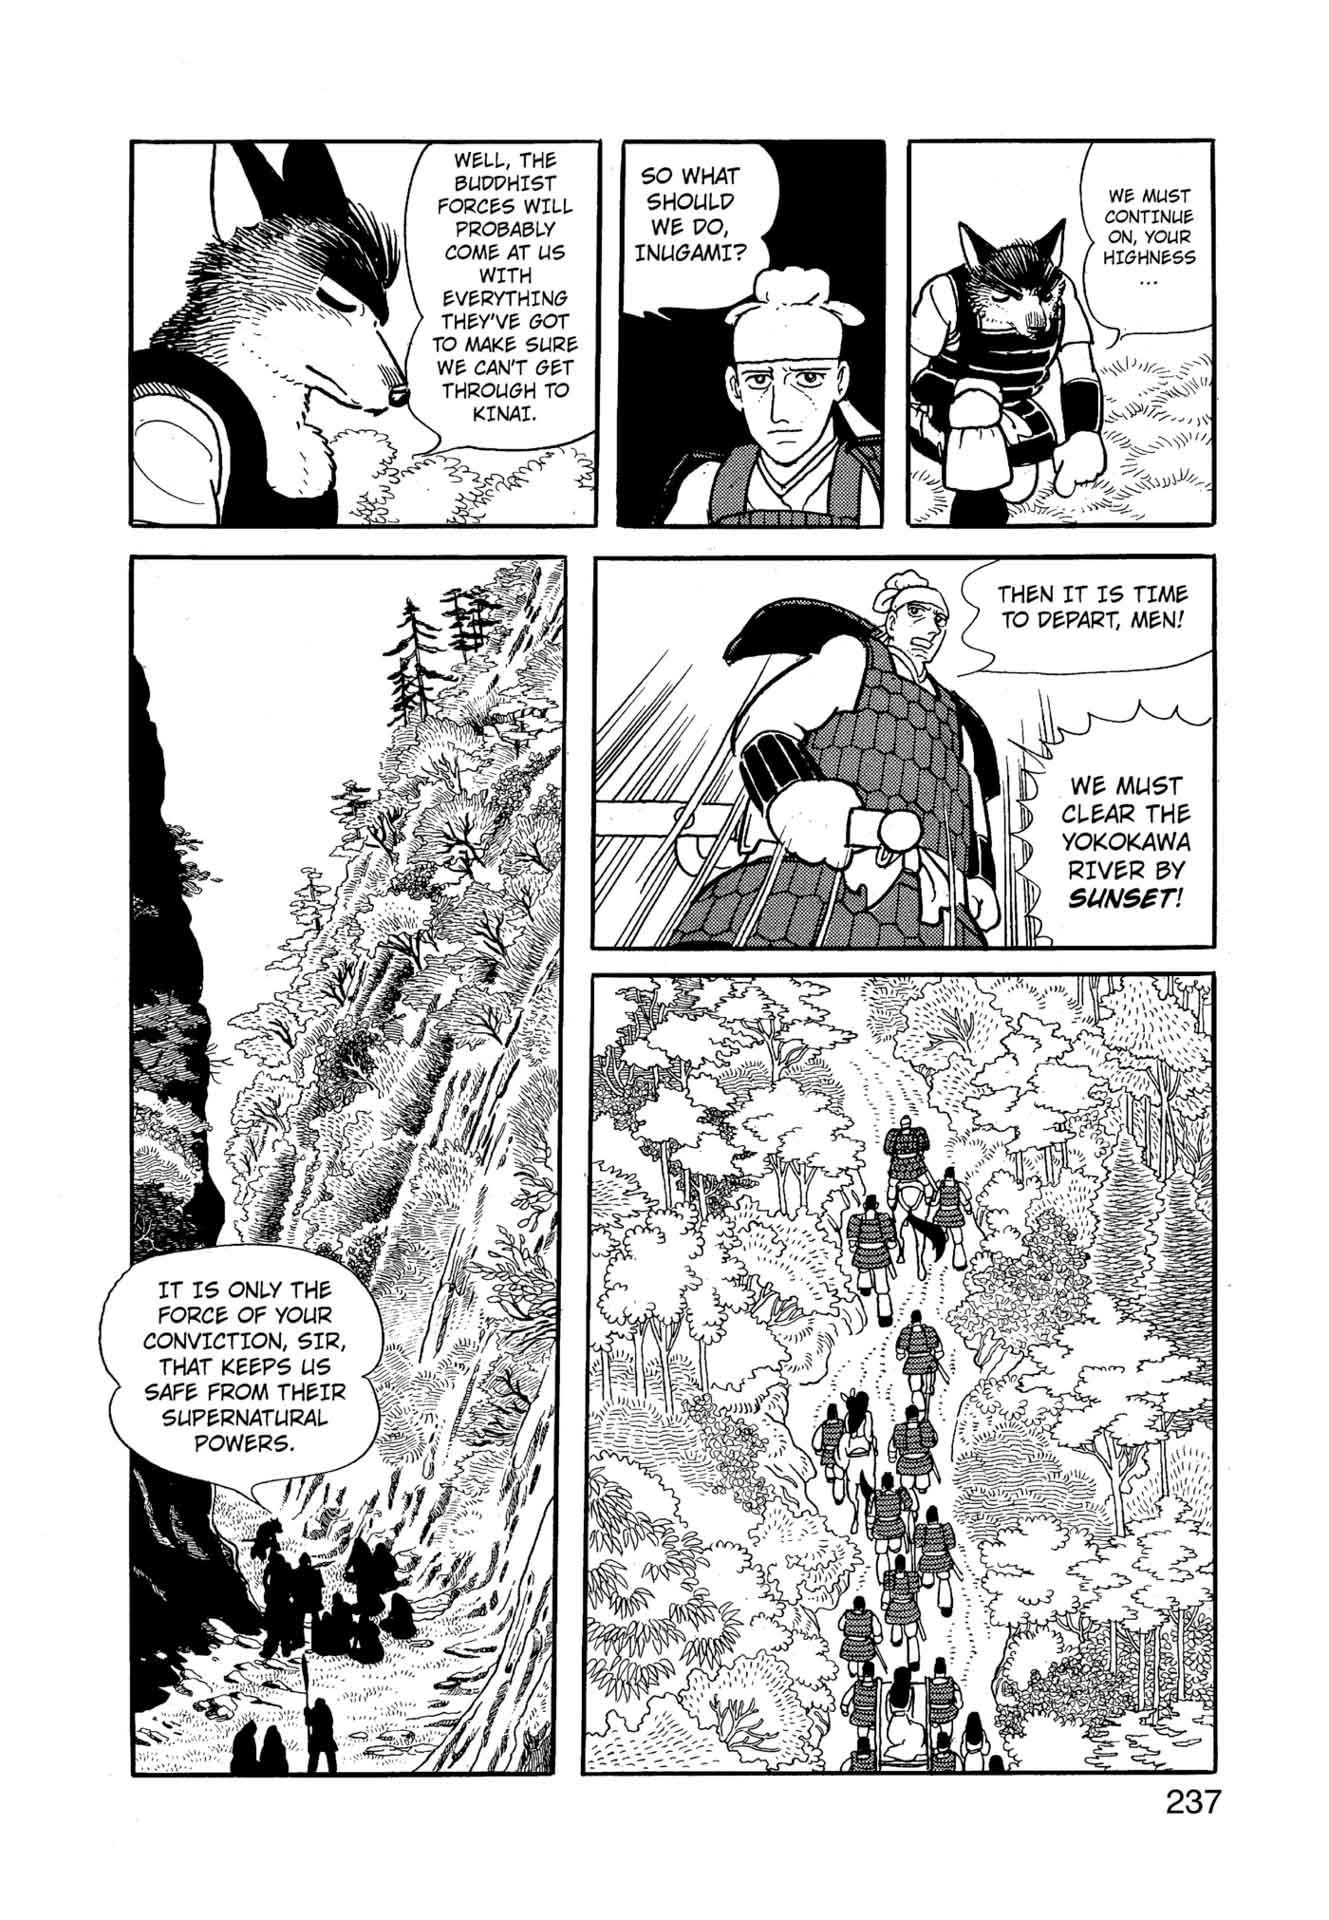 WELL, THE
BUDDHIST
FORCES WILL
PROBABLY
COME AT US
WITH
EVERYTHING
THEY'VE GOT
TO MAKE SURE
WE CAN'T GET
THROUGH TO
KINAI.
SO WHAT
SHOULD
WE DO,
INUGAMI?
WE MUST
CONTINUE
ON, YOUR
HIGHNESS
...
IT IS ONLY THE
FORCE OF YOUR
CONVICTION, SIR,
THAT KEEPS US
SAFE FROM THEIR
SUPERNATURAL
POWERS.
THEN IT IS TIME
TO DEPART, MEN!
WE MUST
CLEAR THE
YOKOKAWA
RIVER BY
SUNSET!
237